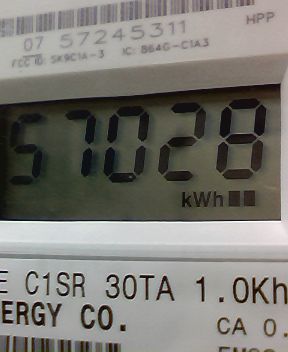 07 57245311 HPP
FCC ID: SK9C1A-3 IC: 864G-C1A3
57028
kWh
E C1SR 30TA 1.0Kh
ERGY CO.
CA 0.